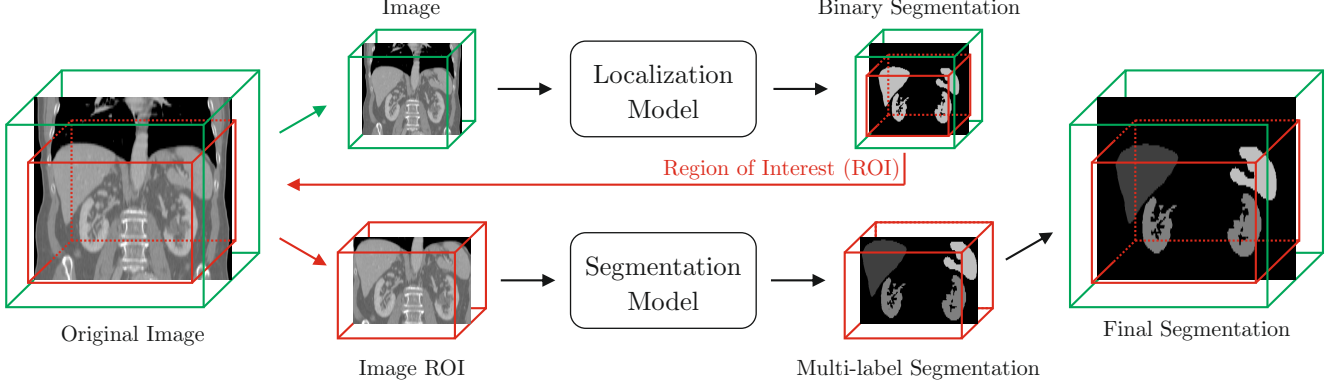 Image
Binary Segmentation
Localization
Model
Region of Interest (ROI)
Original Image
Segmentation
Model
Image ROI
Multi-label Segmentation
Final Segmentation